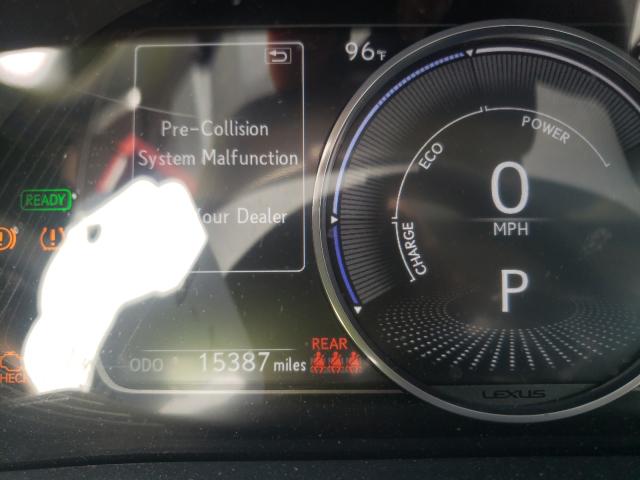 96°F
Pre-Collision
System Malfunction
Your Dealer
READY
ECO
POWER
CHARGE
0
MPH
P
REAR
ODO 15387 miles
LEXUS